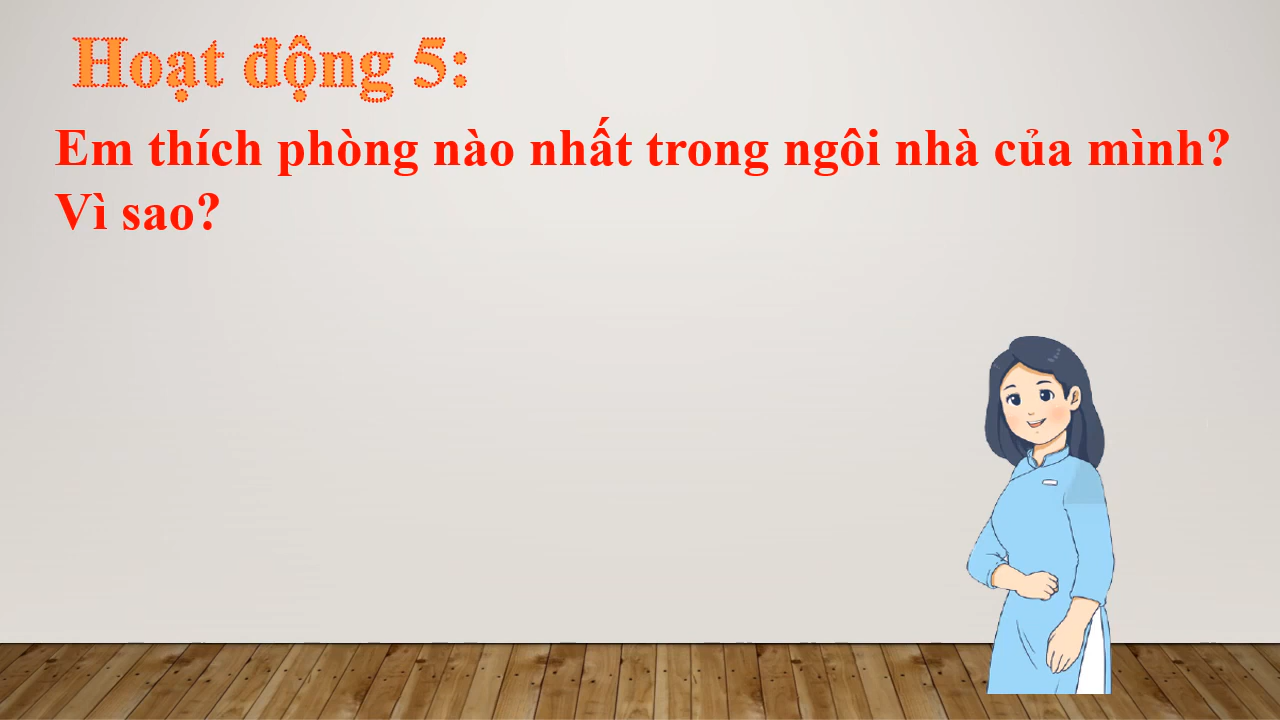 Hoạt động 5:
Em thích phòng nào nhất trong ngôi nhà của mình?
Vì sao?